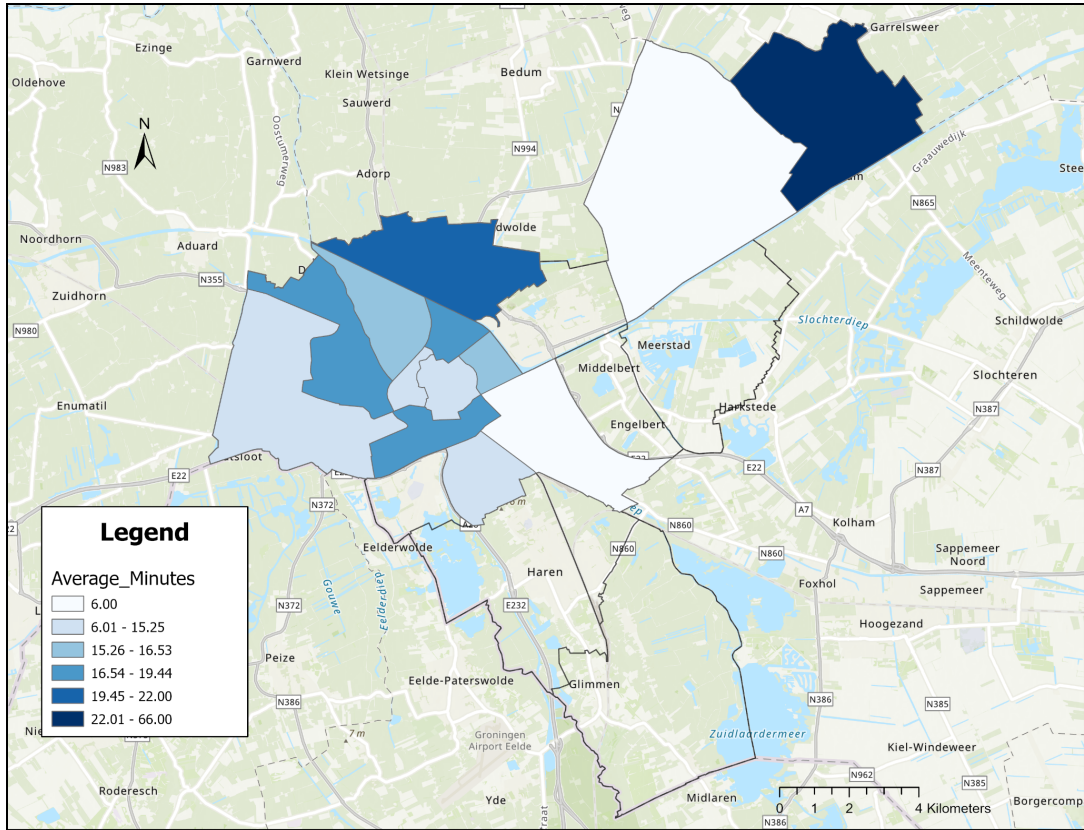 Garrelsweer
Ezinge
Garnwerd
Klein Wetsinge
Bedum
Oldehove
Sauwerd
Oostumerweg
N
N994
Graauwedijk
N983
Adorp
N865
Noordhorn
Aduard
dwolde
Meenteweg
N355
Zuidhorn
Slochterdiep
Schildwolde
N980
Meerstad
Middelbert
Slochteren
Enumatil
Harkstede
N387
Engelbert
E22
E22
N387
N372
A7
Kolham
N860
Eelderwolde
N860
N860
Sappemeer
Noord
Haren
Foxhol
Sappemeer
Gouwe
Eelderdiep
N372
E232
Hoogezand
Peize
Eelde-Paterswolde
Glimmen
N386
N386
N385
Groningen
Airport Eelde
Zuidlaardermeer
Kiel-Windeweer
7 m
N962
N385
Roderesch
Yde
Midlaren
N386
Borgercomp
Legend
Average_Minutes
6.00
6.01 - 15.25
15.26 - 16.53
16.54 - 19.44
19.45 - 22.00
22.01 - 66.00
0 1 2 4 Kilometers